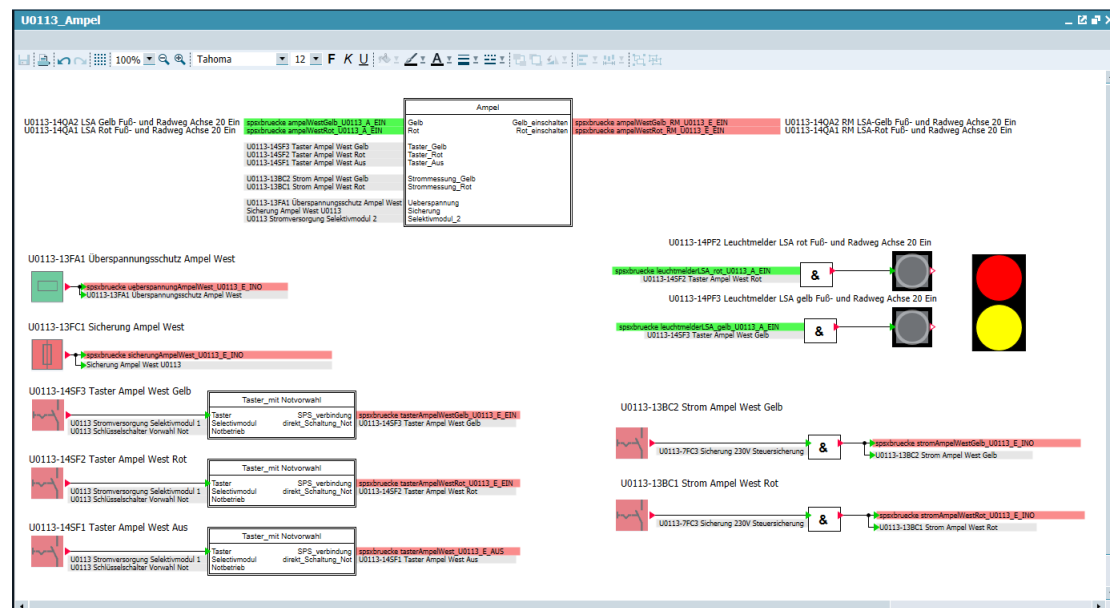 U0113_Ampel
100% Tahoma 12 F K U A
Ampel
U0113-14QA2 LSA Gelb Fuß- und Radweg Achse 20 Ein spsxbruecke ampelWestGelb_U0113_A_EIN Gelb Gelb_einschalten spsxbruecke ampelWestGelb_RM_U0113_E_EIN U0113-14QA2 RM LSA-Gelb Fuß- und Radweg Achse 20 Ein
U0113-14QA1 LSA Rot Fuß- und Radweg Achse 20 Ein spsxbruecke ampelWestRot_U0113_A_EIN Rot Rot_einschalten spsxbruecke ampelWestRot_RM_U0113_E_EIN U0113-14QA1 RM LSA-Rot Fuß- und Radweg Achse 20 Ein
U0113-14SF3 Taster Ampel West Gelb Taster_Gelb
U0113-14SF2 Taster Ampel West Rot Taster_Rot
U0113-14SF1 Taster Ampel West Aus Taster_Aus
U0113-13BC2 Strom Ampel West Gelb Strommessung_Gelb
U0113-13BC1 Strom Ampel West Rot Strommessung_Rot
U0113-13FA1 Überspannungsschutz Ampel West Ueberspannung
Sicherung Ampel West U0113 Sicherung
U0113 Stromversorgung Selektivmodul 2 Selektivmodul_2
U0113-14PF2 Leuchtmelder LSA rot Fuß- und Radweg Achse 20 Ein
spsxbruecke leuchtmelderLSA_rot_U0113_A_EIN
U0113-14SF2 Taster Ampel West Rot
&
U0113-14PF3 Leuchtmelder LSA gelb Fuß- und Radweg Achse 20 Ein
spsxbruecke leuchtmelderLSA_gelb_U0113_A_EIN
U0113-14SF3 Taster Ampel West Gelb
&
U0113-13FA1 Überspannungsschutz Ampel West
spsxbruecke ueberspannungAmpelWest_U0113_E_INO
U0113-13FA1 Überspannungsschutz Ampel West
U0113-13FC1 Sicherung Ampel West
spsxbruecke sicherungAmpelWest_U0113_E_INO
Sicherung Ampel West U0113
U0113-14SF3 Taster Ampel West Gelb
Taster_mit Notvorwahl
Taster SPS_verbindung spsxbruecke tasterAmpelWestGelb_U0113_E_EIN
U0113 Stromversorgung Selektivmodul 1 Selectivmodul direkt_Schaltung_Not U0113-14SF3 Taster Ampel West Gelb
U0113 Schlüsselschalter Vorwahl Not Notbetrieb
U0113-14SF2 Taster Ampel West Rot
Taster_mit Notvorwahl
Taster SPS_verbindung spsxbruecke tasterAmpelWestRot_U0113_E_EIN
U0113 Stromversorgung Selektivmodul 1 Selectivmodul direkt_Schaltung_Not U0113-14SF2 Taster Ampel West Rot
U0113 Schlüsselschalter Vorwahl Not Notbetrieb
U0113-14SF1 Taster Ampel West Aus
Taster_mit Notvorwahl
Taster SPS_verbindung spsxbruecke tasterAmpelWest_U0113_E_AUS
U0113 Stromversorgung Selektivmodul 1 Selectivmodul direkt_Schaltung_Not U0113-14SF1 Taster Ampel West Aus
U0113 Schlüsselschalter Vorwahl Not Notbetrieb
U0113-13BC2 Strom Ampel West Gelb
spsxbruecke stromAmpelWestGelb_U0113_E_INO
U0113-7FC3 Sicherung 230V Steuersicherung & U0113-13BC2 Strom Ampel West Gelb
U0113-13BC1 Strom Ampel West Rot
spsxbruecke stromAmpelWestRot_U0113_E_INO
U0113-7FC3 Sicherung 230V Steuersicherung & U0113-13BC1 Strom Ampel West Rot